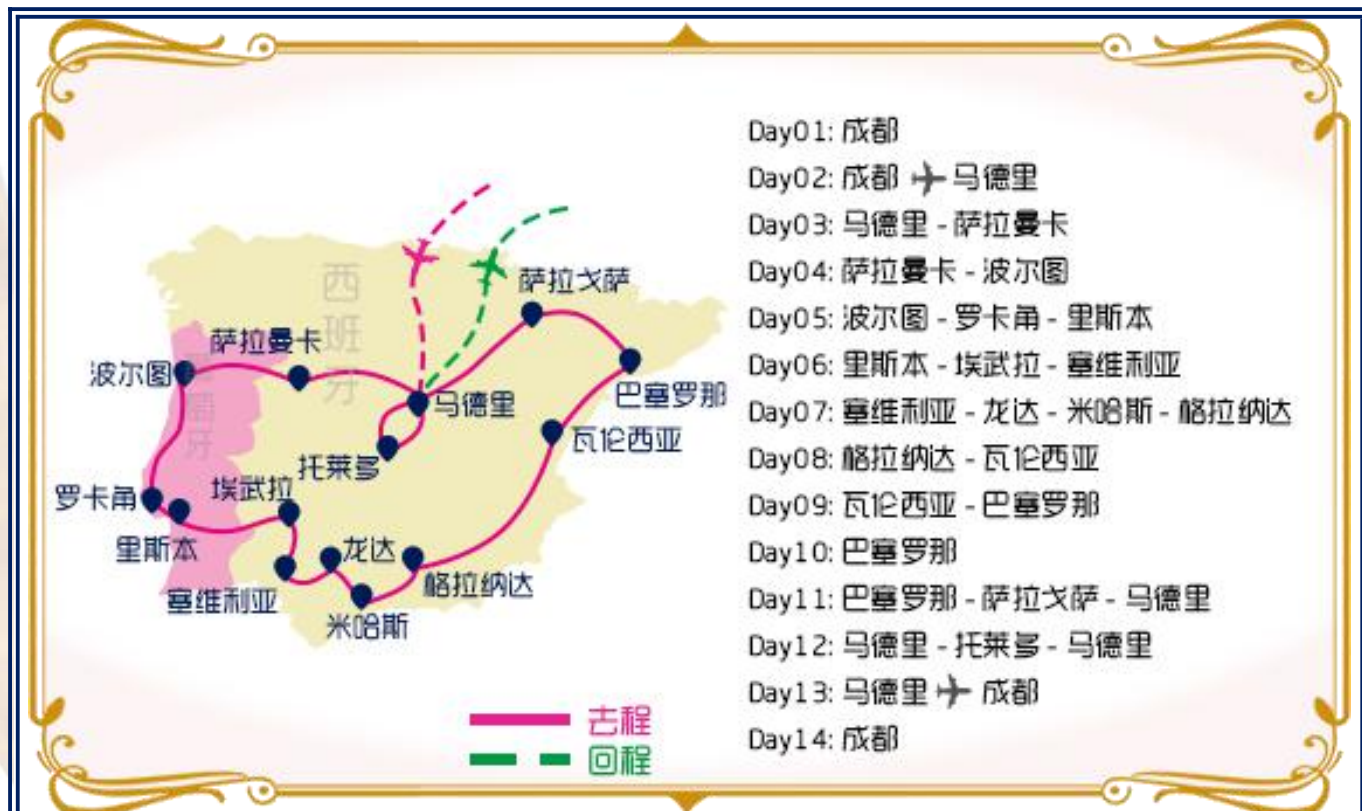 西班牙
葡萄牙
萨拉戈萨
萨拉曼卡
波尔图
马德里
巴塞罗那
瓦伦西亚
托莱多
埃武拉
罗卡角
里斯本
龙达
格拉纳达
塞维利亚
米哈斯
去程
回程
Day01: 成都
Day02: 成都 ✈ 马德里
Day03: 马德里 - 萨拉曼卡
Day04: 萨拉曼卡 - 波尔图
Day05: 波尔图 - 罗卡角 - 里斯本
Day06: 里斯本 - 埃武拉 - 塞维利亚
Day07: 塞维利亚 - 龙达 - 米哈斯 - 格拉纳达
Day08: 格拉纳达 - 瓦伦西亚
Day09: 瓦伦西亚 - 巴塞罗那
Day10: 巴塞罗那
Day11: 巴塞罗那 - 萨拉戈萨 - 马德里
Day12: 马德里 - 托莱多 - 马德里
Day13: 马德里 ✈ 成都
Day14: 成都